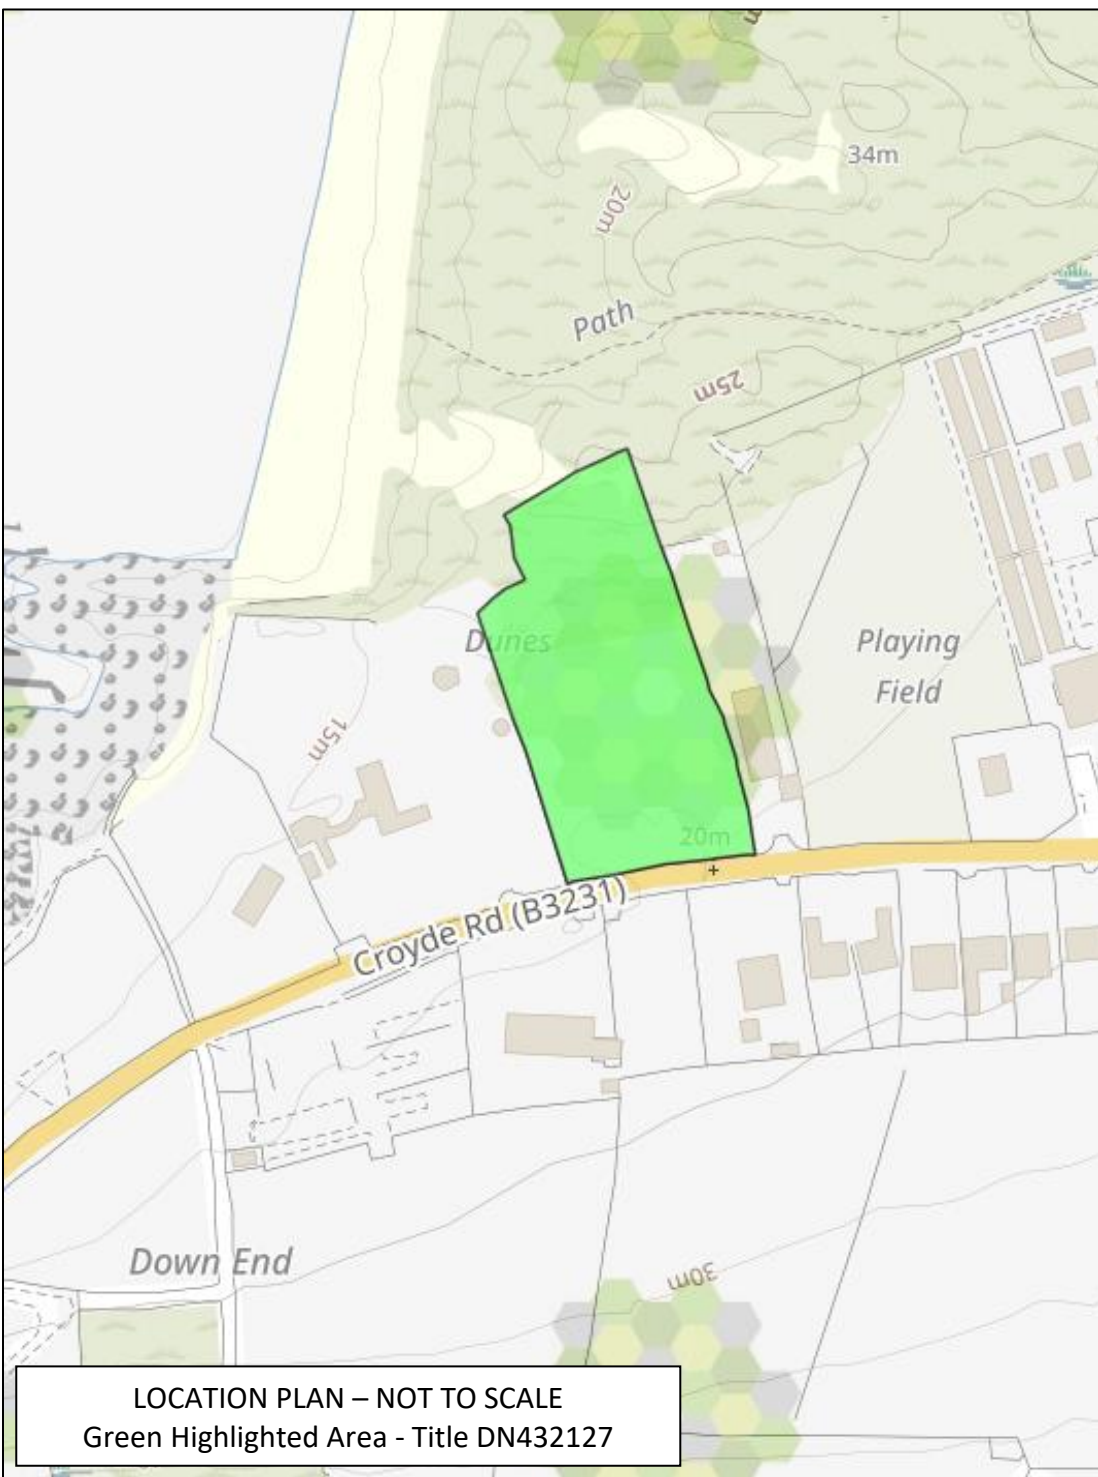 34m
20m
Path
25m
Dunes
Playing
Field
15m
20m
Croyde Rd (B3231)
Down End
30m
LOCATION PLAN – NOT TO SCALE
Green Highlighted Area - Title DN432127